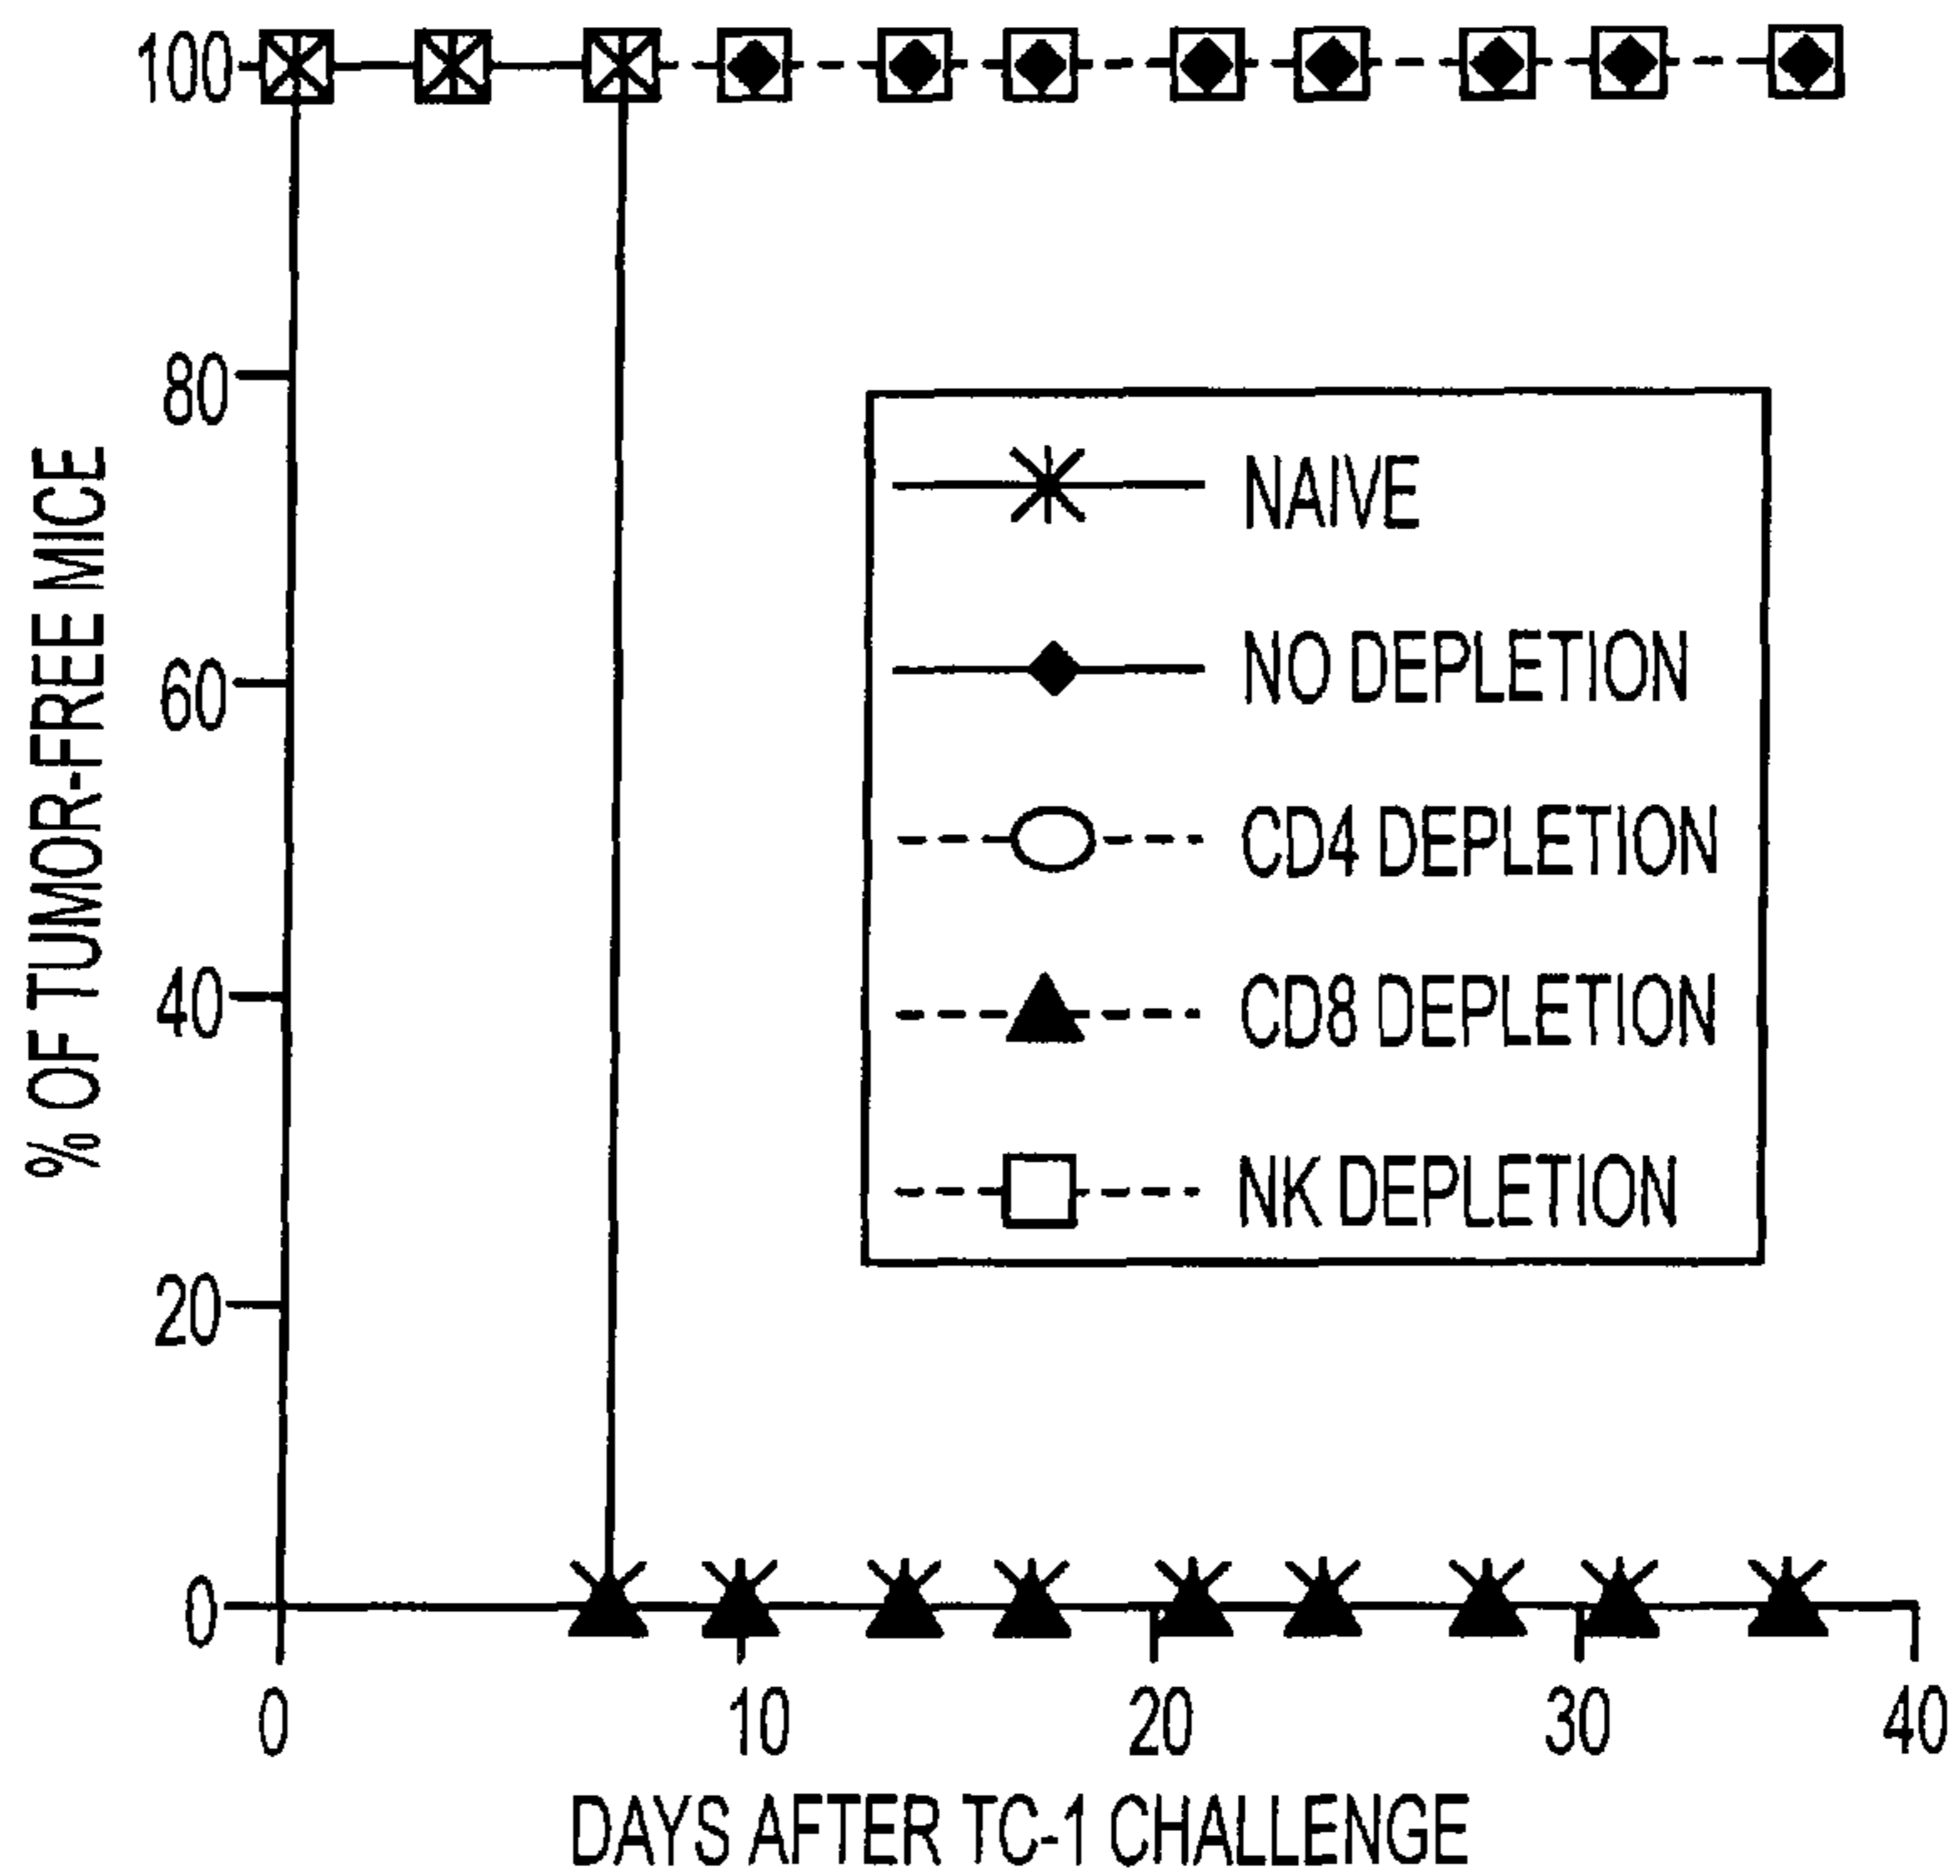 % OF TUMOR-FREE MICE
100
80
60
40
20
0
NAIVE
NO DEPLETION
CD4 DEPLETION
CD8 DEPLETION
NK DEPLETION
0 10 20 30 40
DAYS AFTER TC-1 CHALLENGE